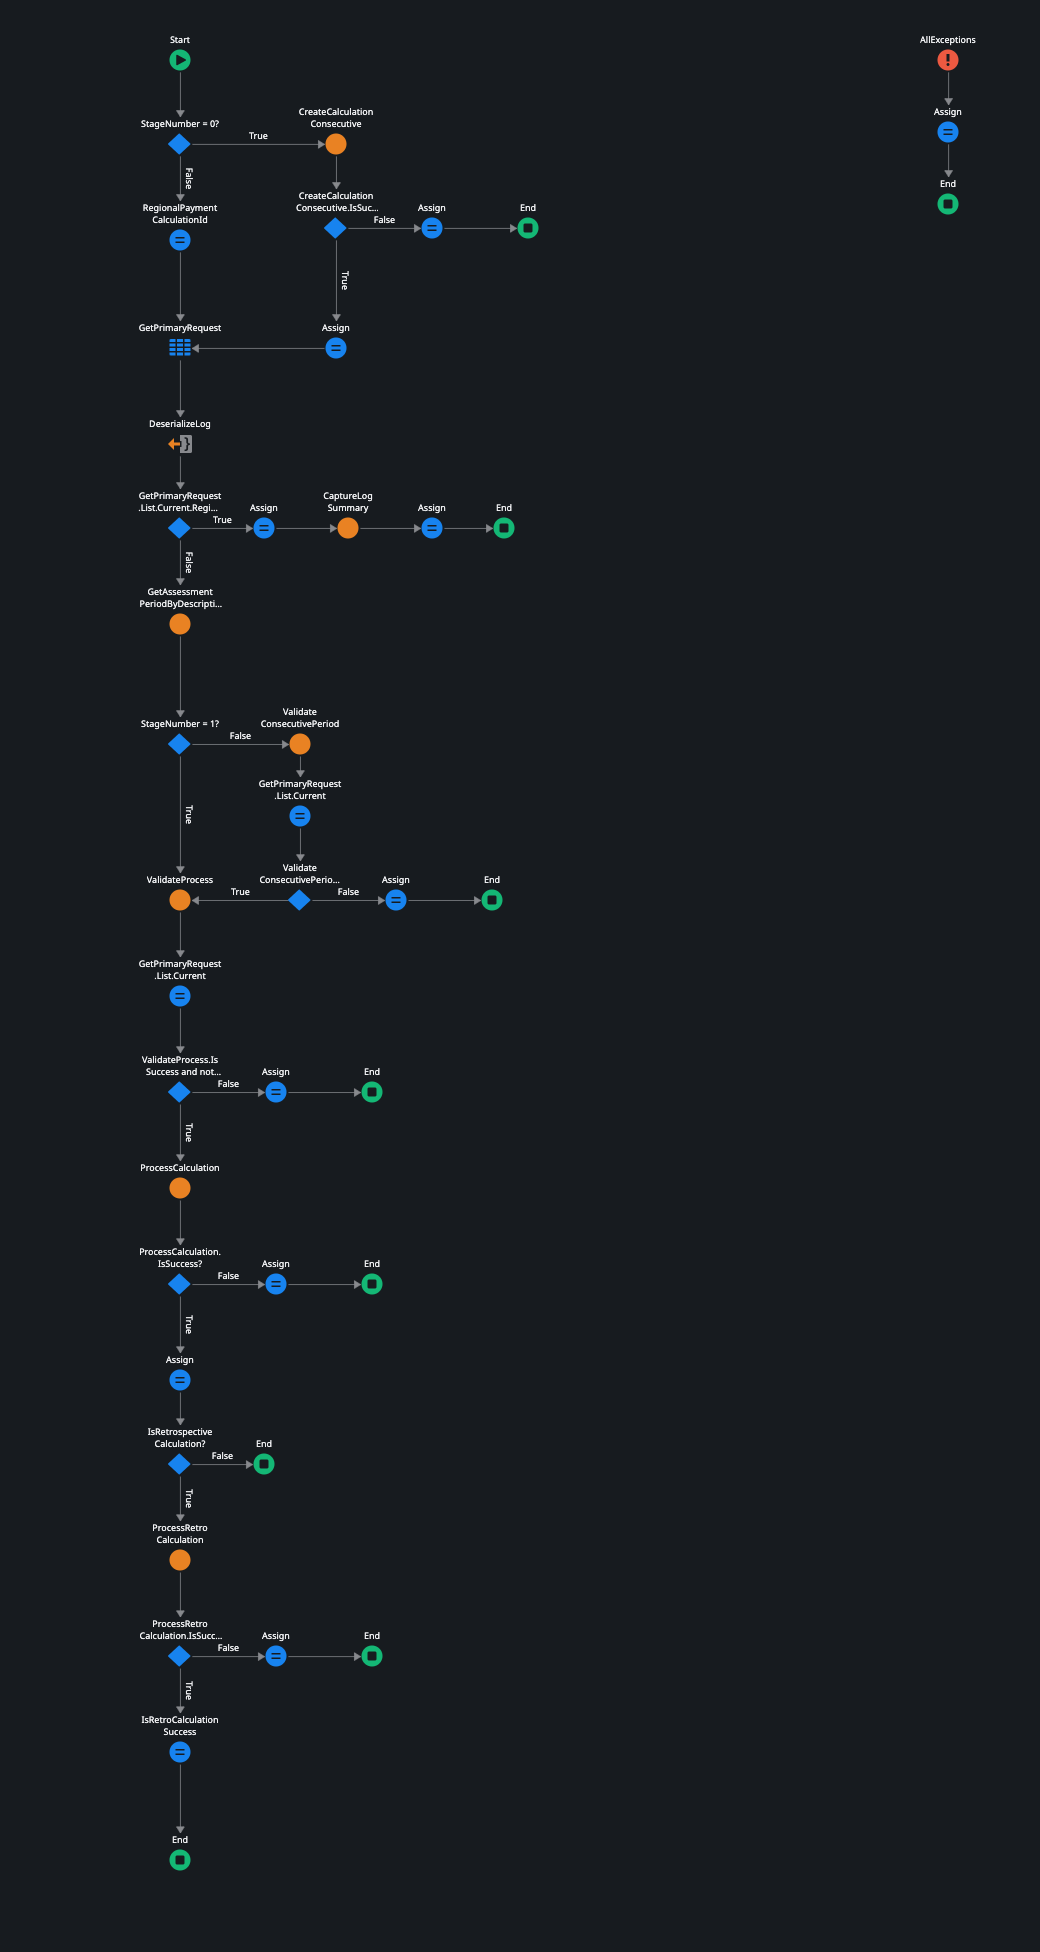 Start
AllExceptions
CreateCalculation
Consecutive
Assign
StageNumber = 0?
True
False
End
CreateCalculation
Consecutive.IsSuc...
RegionalPayment
CalculationId
False
Assign
End
True
GetPrimaryRequest
Assign
DeserializeLog
GetPrimaryRequest
.List.Current.Regi...
True
Assign
CaptureLog
Summary
Assign
End
False
GetAssessment
PeriodByDescripti...
StageNumber = 1?
False
Validate
ConsecutivePeriod
GetPrimaryRequest
.List.Current
True
Validate
ConsecutivePerio...
ValidateProcess
True
False
Assign
End
GetPrimaryRequest
.List.Current
ValidateProcess.Is
Success and not...
False
Assign
End
True
ProcessCalculation
ProcessCalculation.
IsSuccess?
False
Assign
End
True
Assign
IsRetrospective
Calculation?
False
End
True
ProcessRetro
Calculation
ProcessRetro
Calculation.IsSucc...
False
Assign
End
True
IsRetroCalculation
Success
End